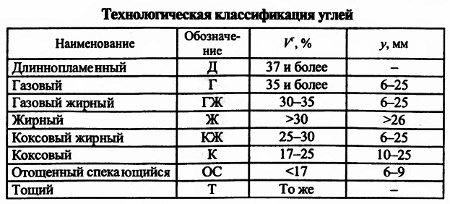 Технологическая классификация углей
Наименование Обозначе-
ние Vᶜ, % y, мм
Длиннопламенный Д 37 и более –
Газовый Г 35 и более 6–25
Газовый жирный ГЖ 30–35 6–25
Жирный Ж >30 >26
Коксовый жирный КЖ 25–30 6–25
Коксовый К 17–25 10–25
Отощенный спекающийся ОС <17 6–9
Тощий Т То же –